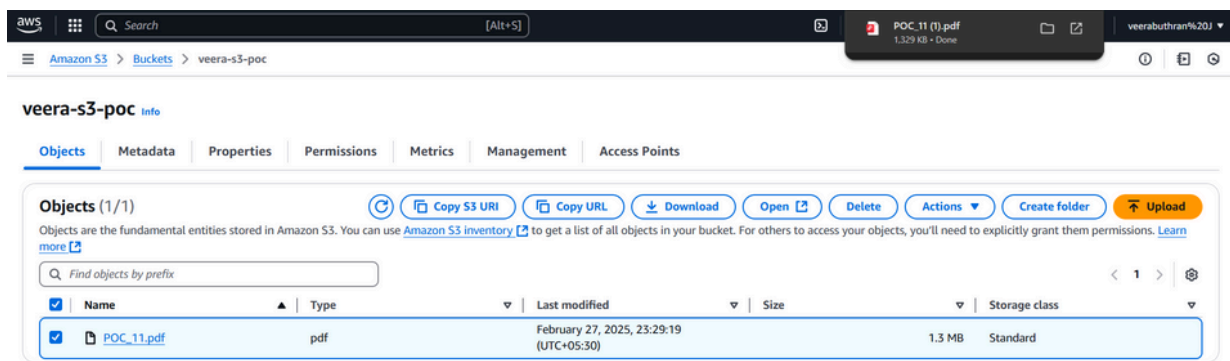 aws Search [Alt+S] POC_11 (1).pdf veerabuthran%20J
1,329 KB • Done
Amazon S3 > Buckets > veera-s3-poc
veera-s3-poc Info
Objects Metadata Properties Permissions Metrics Management Access Points
Objects (1/1) Copy S3 URI Copy URL Download Open Delete Actions Create folder Upload
Objects are the fundamental entities stored in Amazon S3. You can use Amazon S3 inventory to get a list of all objects in your bucket. For others to access your objects, you'll need to explicitly grant them permissions. Learn
more
Find objects by prefix < 1 >
Name Type Last modified Size Storage class
POC_11.pdf pdf February 27, 2025, 23:29:19 1.3 MB Standard
(UTC+05:30)